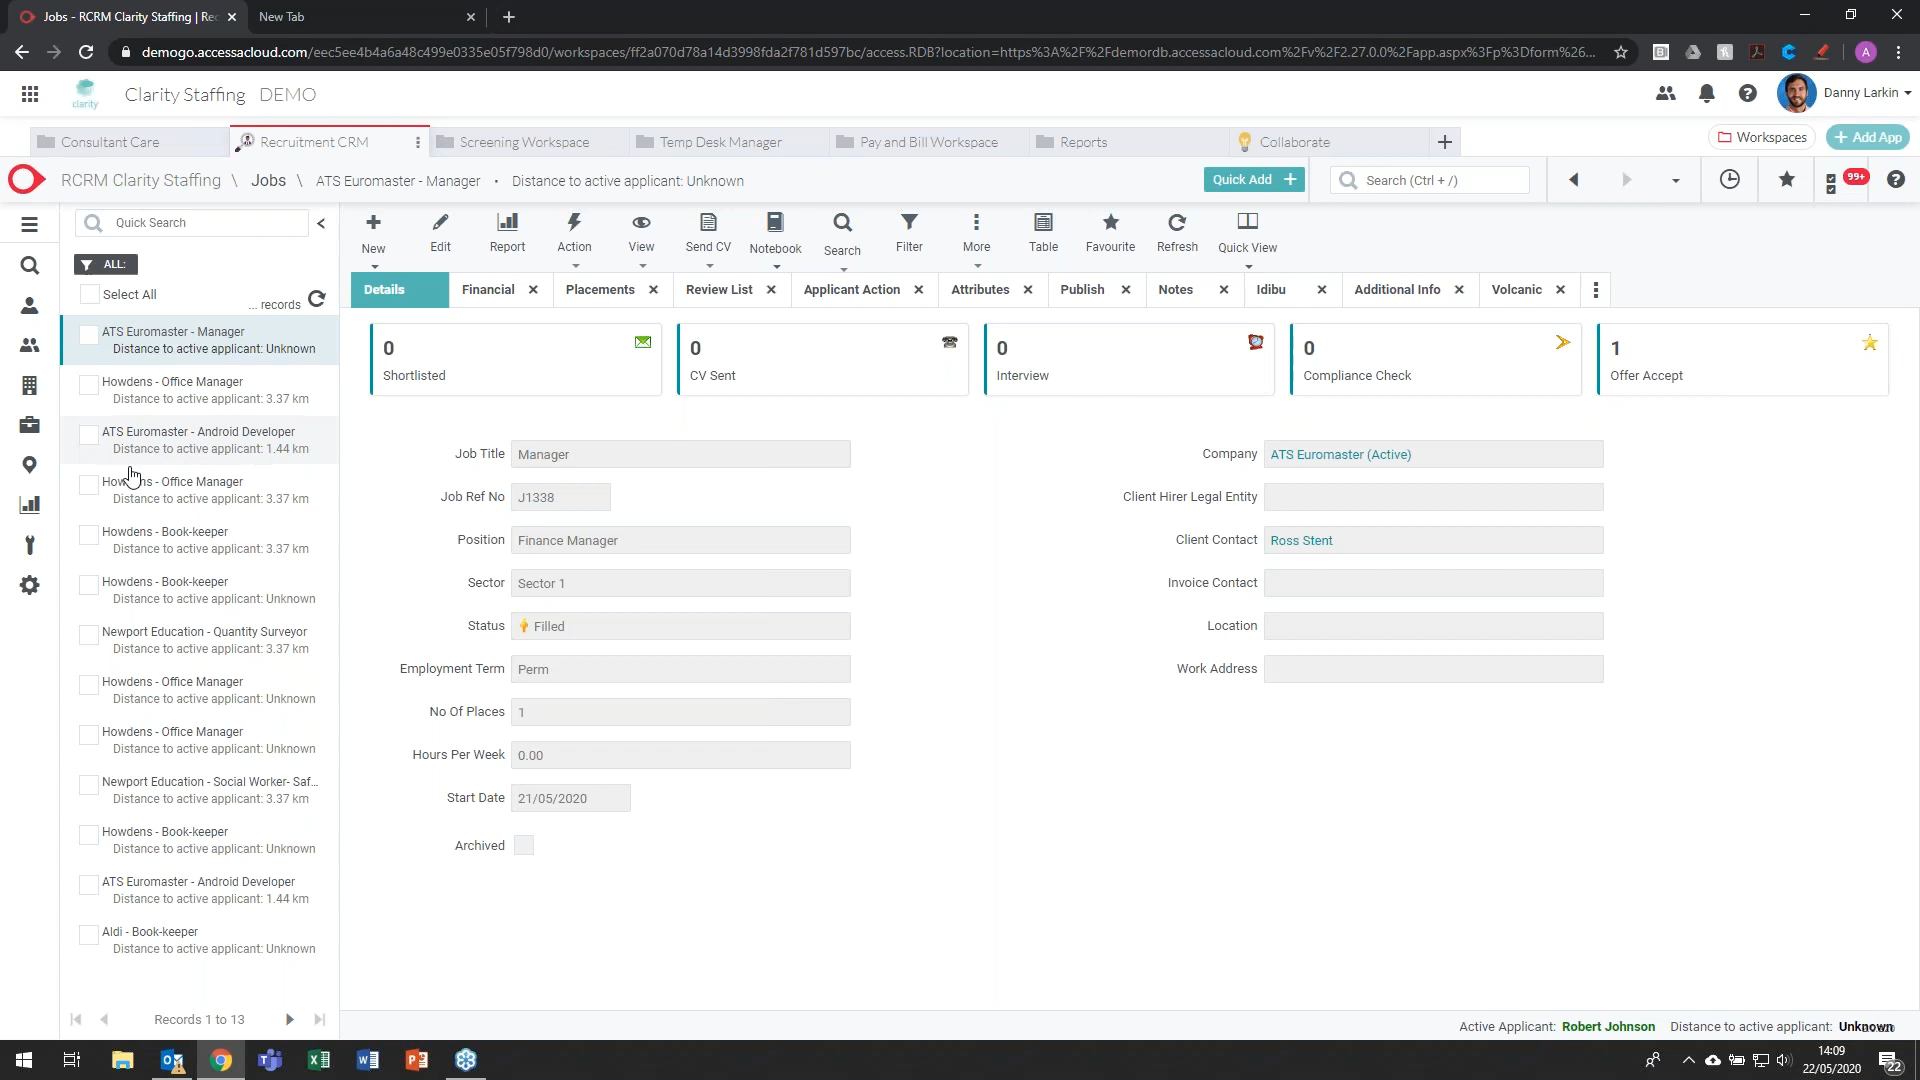 Jobs - RCRM Clarity Staffing | Rec
New Tab
demogo.accessacloud.com/eec5ee4b4a6a48c499e0335e05f798d0/workspaces/ff2a070d78a14d3998fda2f781d597bc/access.RDB?location=https%3A%2F%2Fdemordb.accessacloud.com%2Fv%2F2.27.0.0%2Fapp.aspx%3Fp%3Dform%26...
A
clarity
Clarity Staffing DEMO
Danny Larkin
Consultant Care
Recruitment CRM
Screening Workspace
Temp Desk Manager
Pay and Bill Workspace
Reports
Collaborate
Workspaces
Add App
RCRM Clarity Staffing \ Jobs \ ATS Euromaster - Manager • Distance to active applicant: Unknown
Quick Add
Search (Ctrl + /)
99+
Quick Search
New
Edit
Report
Action
View
Send CV
Notebook
Search
Filter
More
Table
Favourite
Refresh
Quick View
ALL:
Select All
... records
Details
Financial
Placements
Review List
Applicant Action
Attributes
Publish
Notes
Idibu
Additional Info
Volcanic
ATS Euromaster - Manager
Distance to active applicant: Unknown
Howdens - Office Manager
Distance to active applicant: 3.37 km
ATS Euromaster - Android Developer
Distance to active applicant: 1.44 km
Howdens - Office Manager
Distance to active applicant: 3.37 km
Howdens - Book-keeper
Distance to active applicant: 3.37 km
Howdens - Book-keeper
Distance to active applicant: Unknown
Newport Education - Quantity Surveyor
Distance to active applicant: 3.37 km
Howdens - Office Manager
Distance to active applicant: Unknown
Howdens - Office Manager
Distance to active applicant: Unknown
Newport Education - Social Worker- Saf...
Distance to active applicant: 3.37 km
Howdens - Book-keeper
Distance to active applicant: Unknown
ATS Euromaster - Android Developer
Distance to active applicant: 1.44 km
Aldi - Book-keeper
Distance to active applicant: Unknown
Records 1 to 13
0
Shortlisted
0
CV Sent
0
Interview
0
Compliance Check
1
Offer Accept
Job Title Manager
Job Ref No J1338
Position Finance Manager
Sector Sector 1
Status Filled
Employment Term Perm
No Of Places 1
Hours Per Week 0.00
Start Date 21/05/2020
Archived
Company ATS Euromaster (Active)
Client Hirer Legal Entity
Client Contact Ross Stent
Invoice Contact
Location
Work Address
Active Applicant: Robert Johnson Distance to active applicant: Unknown
14:09
22/05/2020
22